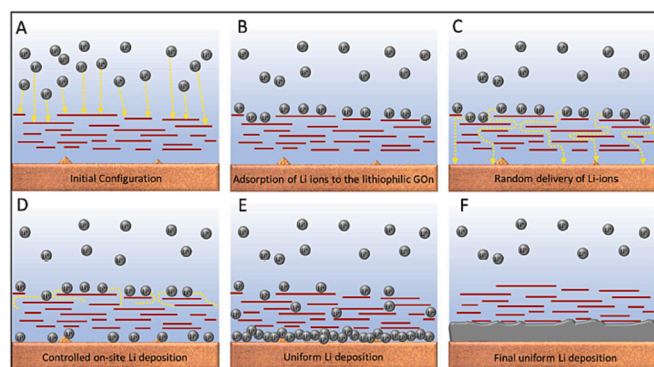 A
B
C
Initial Configuration
Adsorption of Li ions to the lithiophilic GOn
Random delivery of Li-ions
D
E
F
Controlled on-site Li deposition
Uniform Li deposition
Final uniform Li deposition